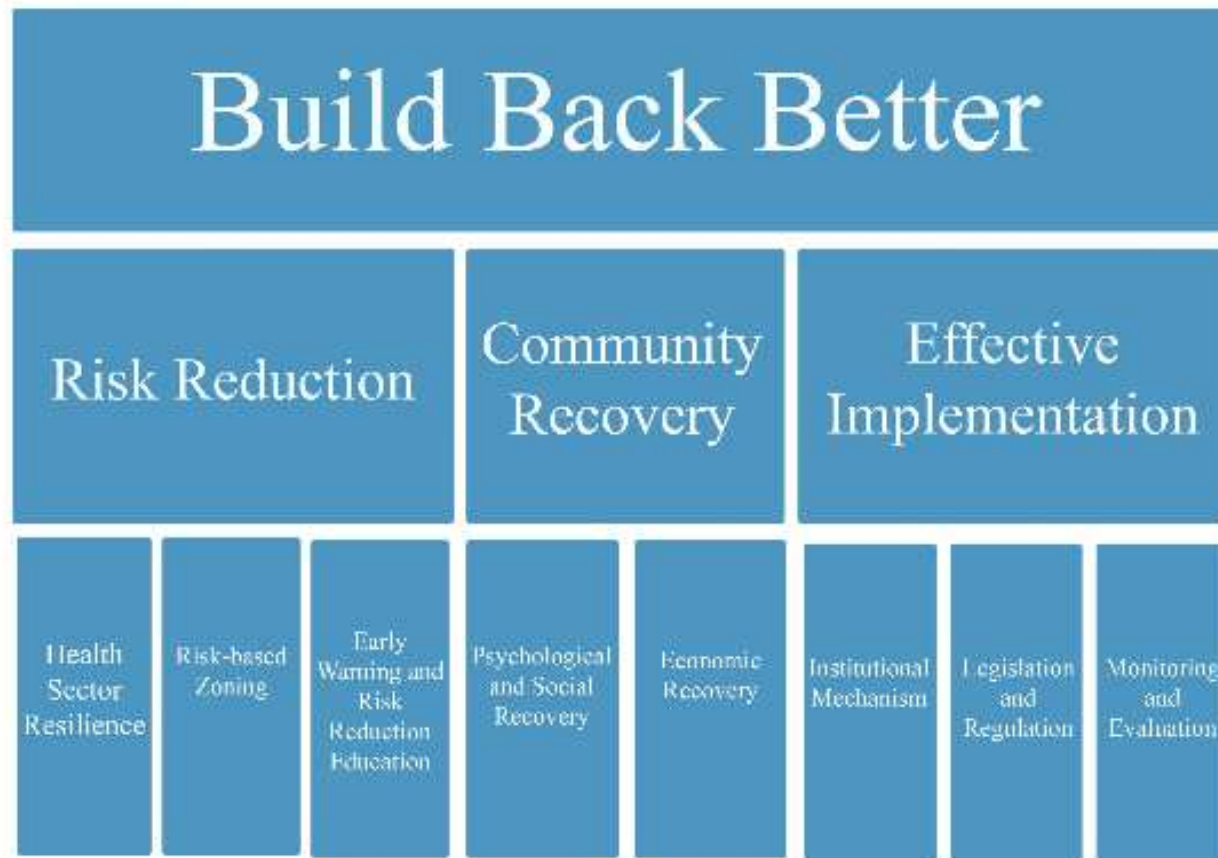 Build Back Better
Risk Reduction
Community
Recovery
Effective
Implementation
Health
Sector
Resilience
Risk-based
Zoning
Early
Warning and
Risk
Reduction
Education
Psychological
and Social
Recovery
Economic
Recovery
Institutional
Mechanism
Legislation
and
Regulation
Monitoring
and
Evaluation